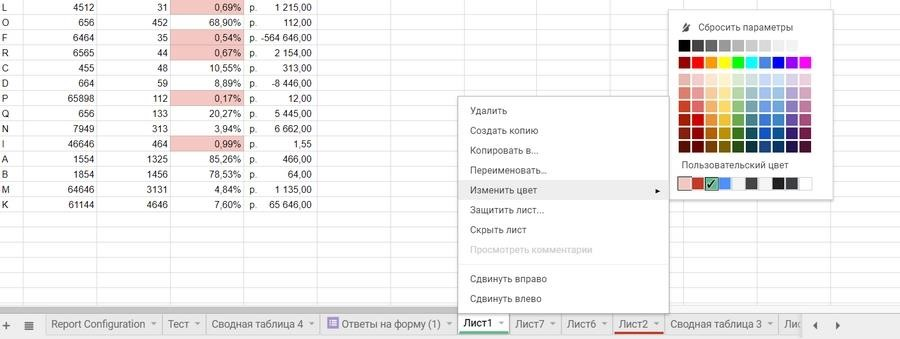 L 4512 31 0,69% р. 1 215,00
O 656 452 68,90% р. 112,00
F 6464 35 0,54% р. -564 646,00
R 6565 44 0,67% р. 2 154,00
C 455 48 10,55% р. 313,00
D 664 59 8,89% р. -8 446,00
P 65898 112 0,17% р. 12,00
Q 656 133 20,27% р. 5 445,00
N 7949 313 3,94% р. 6 662,00
I 46646 464 0,99% р. 1,55
A 1554 1325 85,26% р. 466,00
B 1854 1456 78,53% р. 64,00
M 64646 3131 4,84% р. 1 135,00
K 61144 4646 7,60% р. 65 646,00
Сбросить параметры
Пользовательский цвет
Удалить
Создать копию
Копировать в...
Переименовать...
Изменить цвет
Защитить лист...
Скрыть лист
Просмотреть комментарии
Сдвинуть вправо
Сдвинуть влево
Report Configuration Тест Сводная таблица 4 Ответы на форму (1) Лист1 Лист7 Лист6 Лист2 Сводная таблица 3 Лис